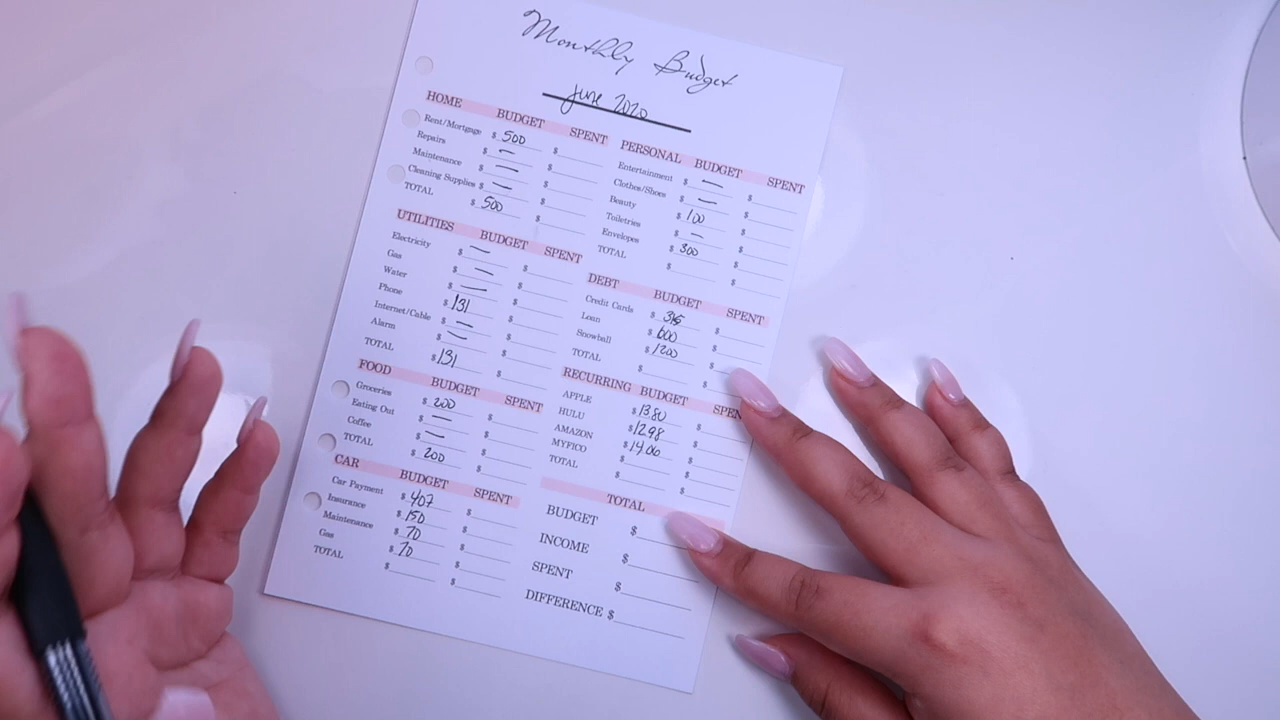 Monthly Budget
June 2020
HOME BUDGET SPENT
Rent/Mortgage $ 500 $
Repairs $ — $
Maintenance $ — $
Cleaning Supplies $ — $
TOTAL $ 500 $
UTILITIES BUDGET SPENT
Electricity $ — $
Gas $ — $
Water $ — $
Phone $ 131 $
Internet/Cable $ — $
Alarm $ — $
TOTAL $ 131 $
FOOD BUDGET SPENT
Groceries $ 200 $
Eating Out $ — $
Coffee $ — $
TOTAL $ 200 $
CAR BUDGET SPENT
Car Payment $ 407 $
Insurance $ 150 $
Maintenance $ 70 $
Gas $ 70 $
TOTAL $ $
PERSONAL BUDGET SPENT
Entertainment $ — $
Clothes/Shoes $ — $
Beauty $ 100 $
Toiletries $ — $
Envelopes $ 300 $
TOTAL $ $
DEBT BUDGET SPENT
Credit Cards $ $
Loan $ 600 $
Snowball $ 1200 $
TOTAL $ $
RECURRING BUDGET SPEN
APPLE $ 13.80
HULU $ 12.98 $
AMAZON $ 14.06 $
MYFICO $ $
TOTAL $ $
TOTAL
BUDGET $
INCOME $
SPENT $
DIFFERENCE $